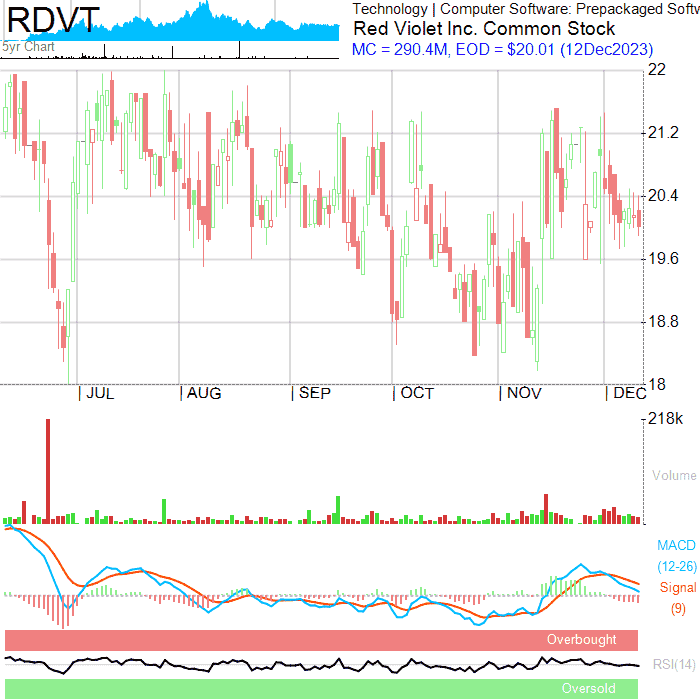 RDVT
5yr Chart
Technology | Computer Software: Prepackaged Softw
Red Violet Inc. Common Stock
MC = 290.4M, EOD = $20.01 (12Dec2023)
22
21.2
20.4
19.6
18.8
18
| JUL | AUG | SEP | OCT | NOV | DEC
218k
Volume
MACD
(12-26)
Signal
(9)
Overbought
RSI(14)
Oversold